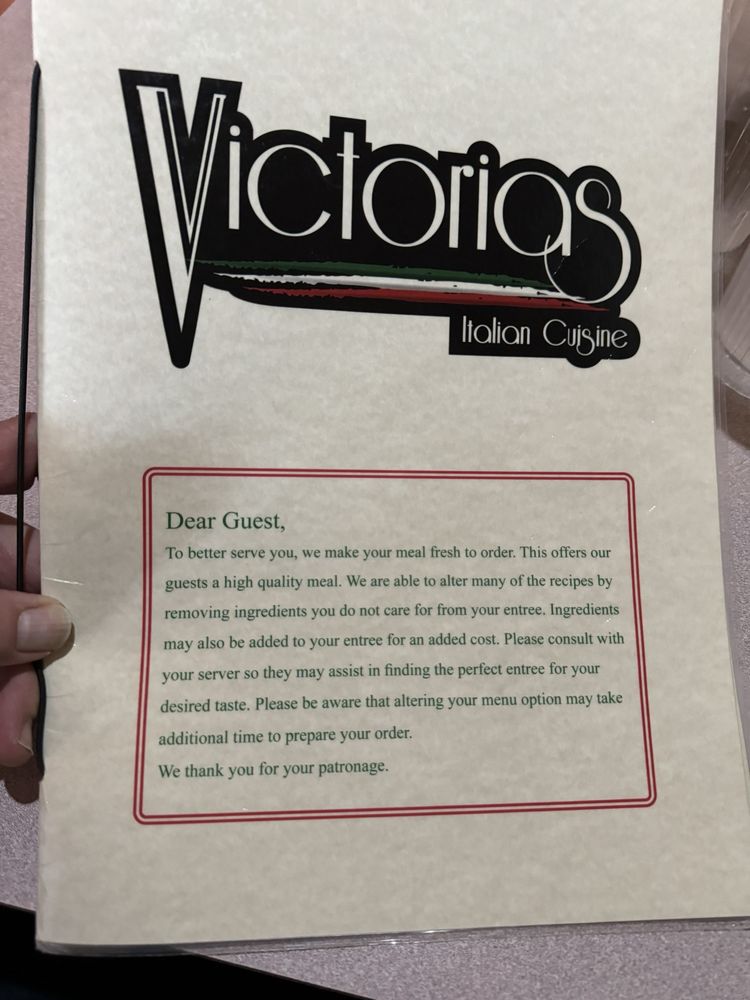 Victorias
Italian Cuisine
Dear Guest,
To better serve you, we make your meal fresh to order. This offers our
guests a high quality meal. We are able to alter many of the recipes by
removing ingredients you do not care for from your entree. Ingredients
may also be added to your entree for an added cost. Please consult with
your server so they may assist in finding the perfect entree for your
desired taste. Please be aware that altering your menu option may take
additional time to prepare your order.
We thank you for your patronage.